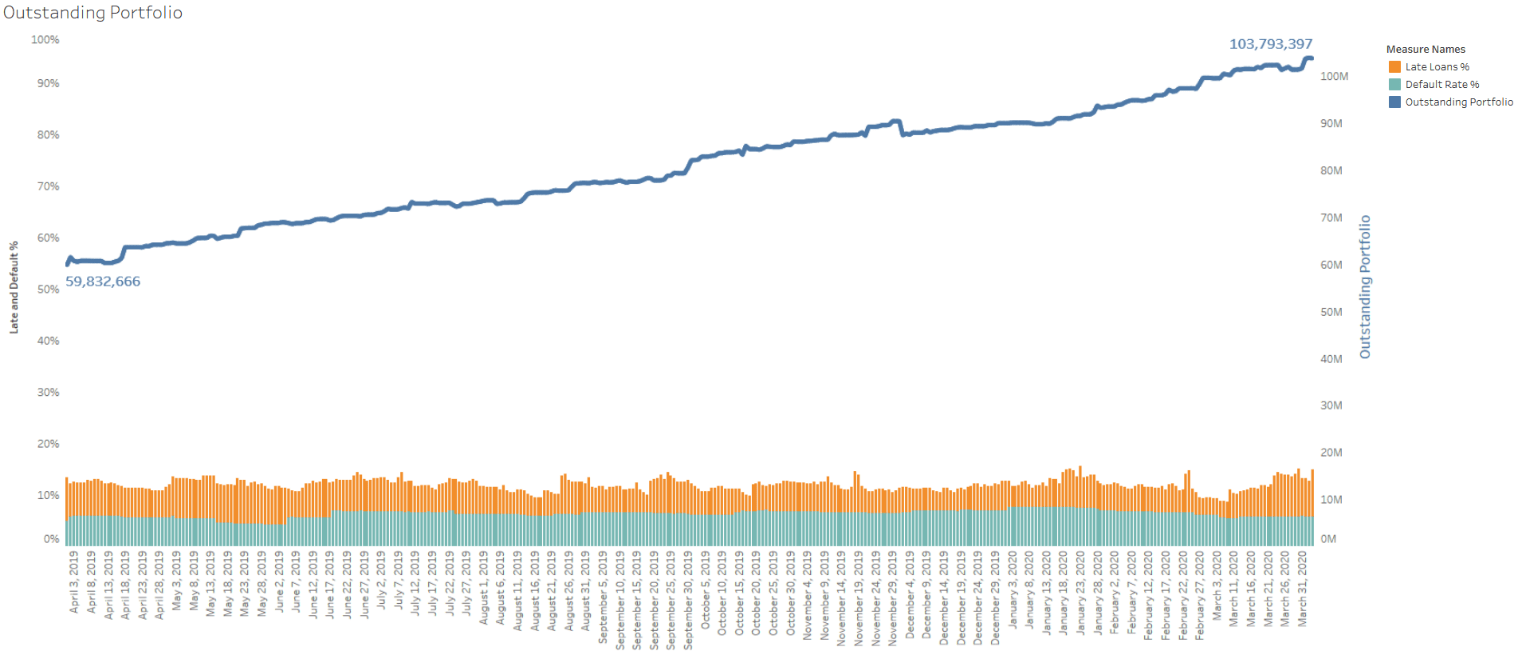 Outstanding Portfolio
100%
90%
80%
70%
60%
50%
40%
30%
20%
10%
0%
Late and Default %
103,793,397
59,832,666
100M
90M
80M
70M
60M
50M
40M
30M
20M
10M
0M
Outstanding Portfolio
Measure Names
Late Loans %
Default Rate %
Outstanding Portfolio
April 3, 2019
April 8, 2019
April 13, 2019
April 18, 2019
April 23, 2019
April 28, 2019
May 3, 2019
May 8, 2019
May 13, 2019
May 18, 2019
May 23, 2019
May 28, 2019
June 2, 2019
June 7, 2019
June 12, 2019
June 17, 2019
June 22, 2019
June 27, 2019
July 2, 2019
July 7, 2019
July 12, 2019
July 17, 2019
July 22, 2019
July 27, 2019
August 1, 2019
August 6, 2019
August 11, 2019
August 16, 2019
August 21, 2019
August 26, 2019
August 31, 2019
September 5, 2019
September 10, 2019
September 15, 2019
September 20, 2019
September 25, 2019
September 30, 2019
October 5, 2019
October 10, 2019
October 15, 2019
October 20, 2019
October 25, 2019
October 30, 2019
November 4, 2019
November 9, 2019
November 14, 2019
November 19, 2019
November 24, 2019
November 29, 2019
December 4, 2019
December 9, 2019
December 14, 2019
December 19, 2019
December 24, 2019
December 29, 2019
January 3, 2020
January 8, 2020
January 13, 2020
January 18, 2020
January 23, 2020
January 28, 2020
February 2, 2020
February 7, 2020
February 12, 2020
February 17, 2020
February 22, 2020
February 27, 2020
March 3, 2020
March 11, 2020
March 16, 2020
March 21, 2020
March 26, 2020
March 31, 2020